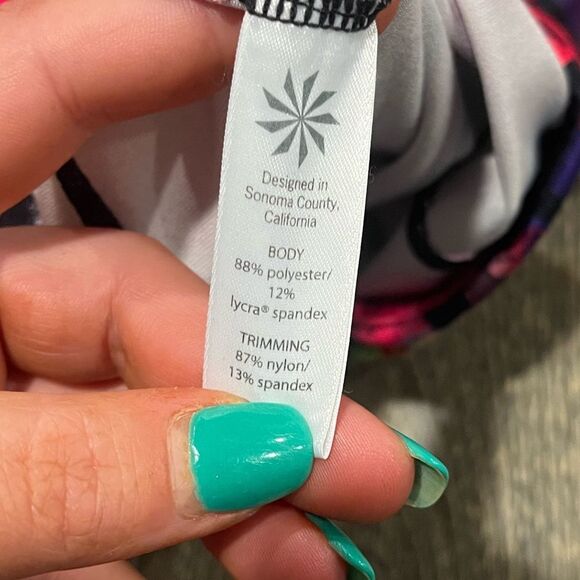 Designed in
Sonoma County,
California
BODY
88% polyester/
12%
lycra® spandex
TRIMMING
87% nylon/
13% spandex